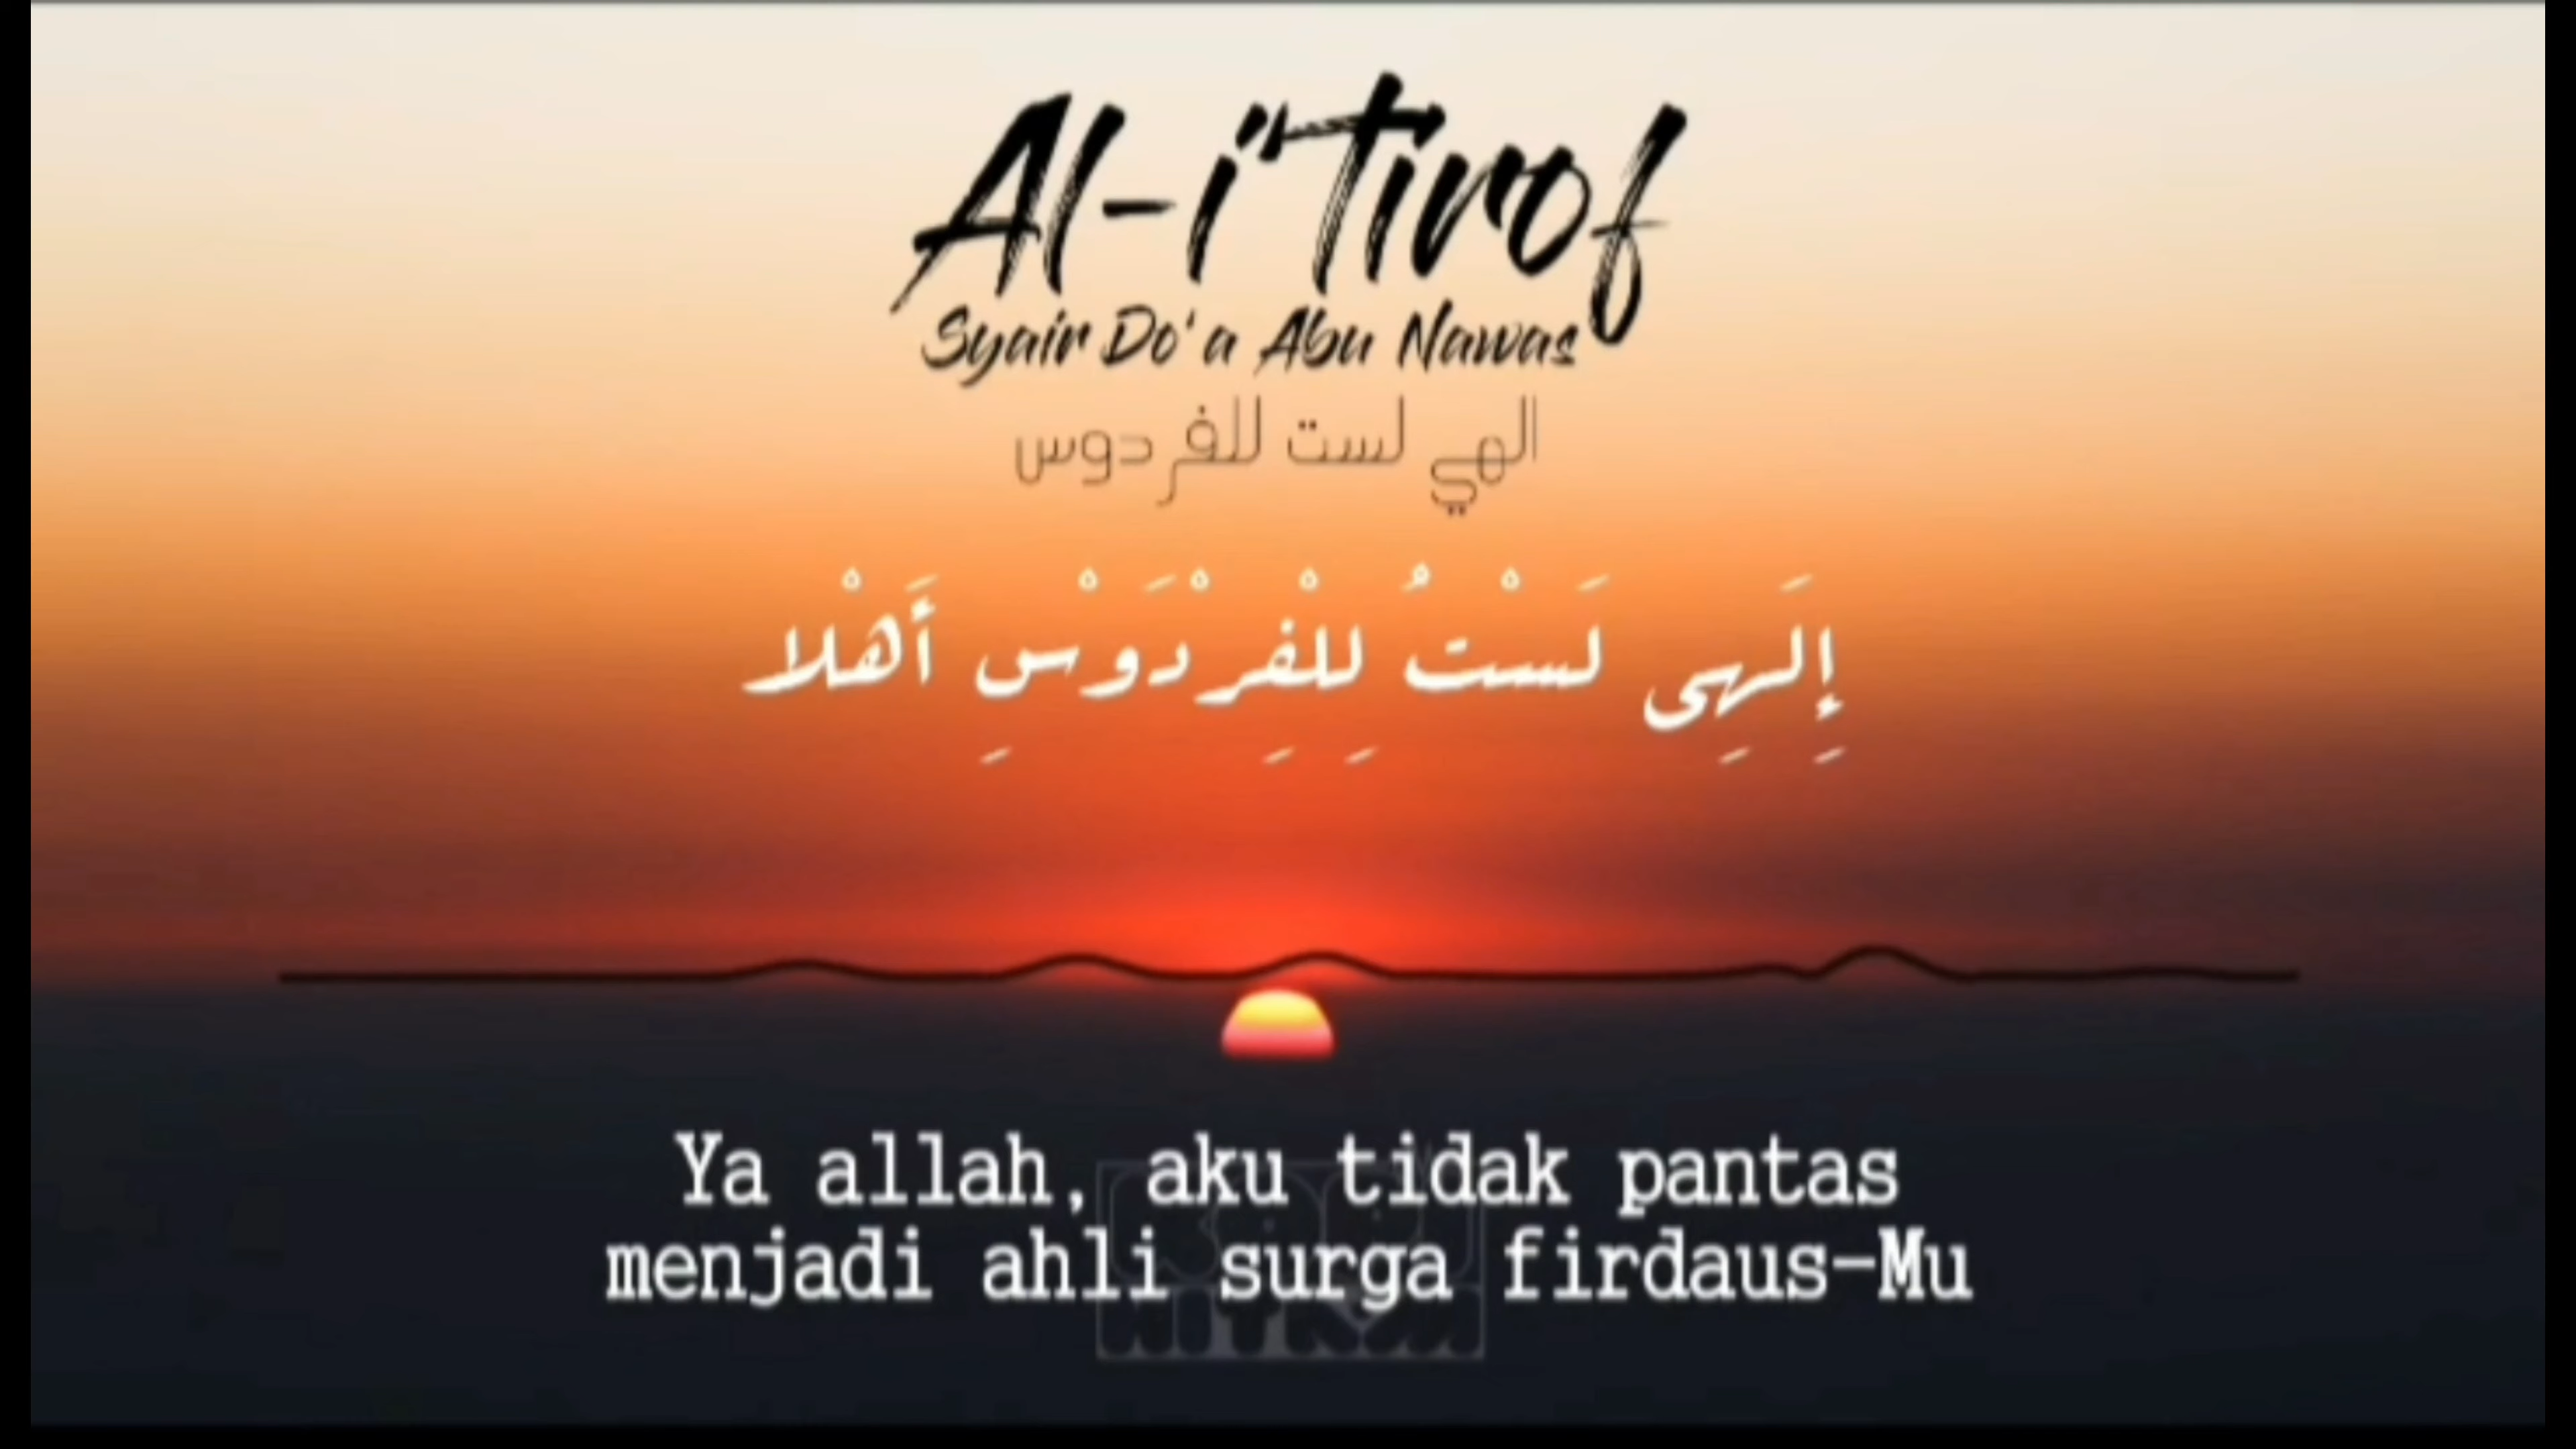 Al-i'Tirof
Syair Do'a Abu Nawas
الهي لست للفردوس
إِلَهِى لَسْتُ لِلْفِرْدَوْسِ أَهْلا
Ya allah, aku tidak pantas
menjadi ahli surga firdaus-Mu